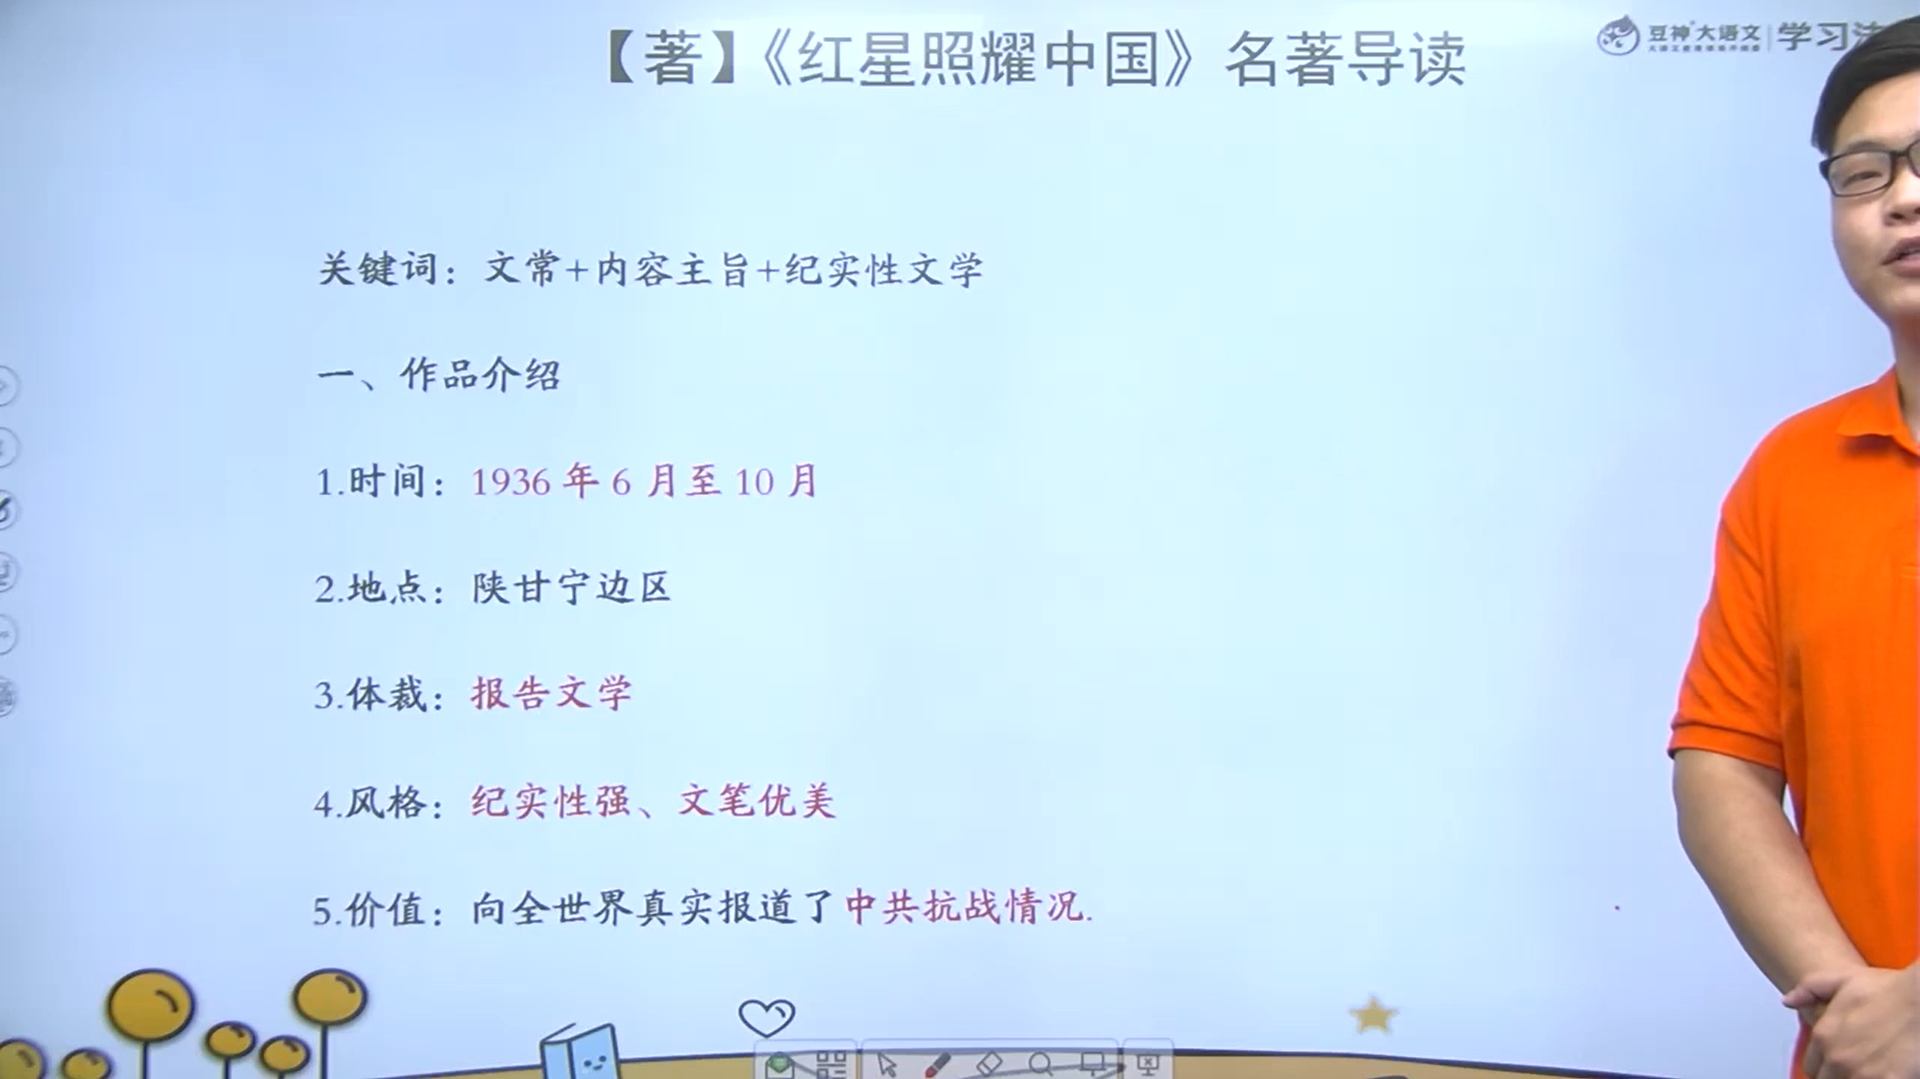 【著】《红星照耀中国》名著导读
豆神大语文 学习法
关键词：文常+内容主旨+纪实性文学
一、作品介绍
1.时间：1936 年 6 月至 10 月
2.地点：陕甘宁边区
3.体裁：报告文学
4.风格：纪实性强、文笔优美
5.价值：向全世界真实报道了中共抗战情况.